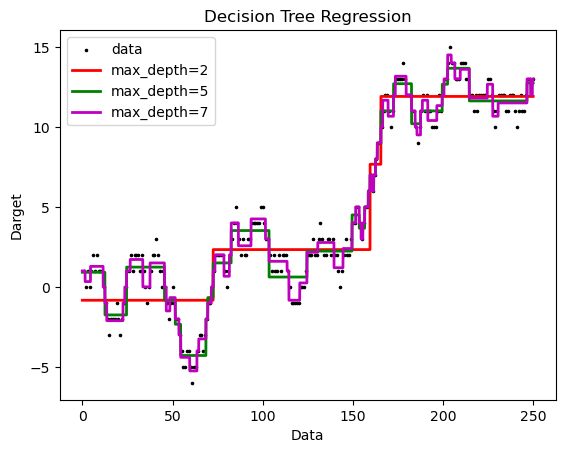 Decision Tree Regression
data
max_depth=2
max_depth=5
max_depth=7
Darget
15
10
5
0
−5
0 50 100 150 200 250
Data